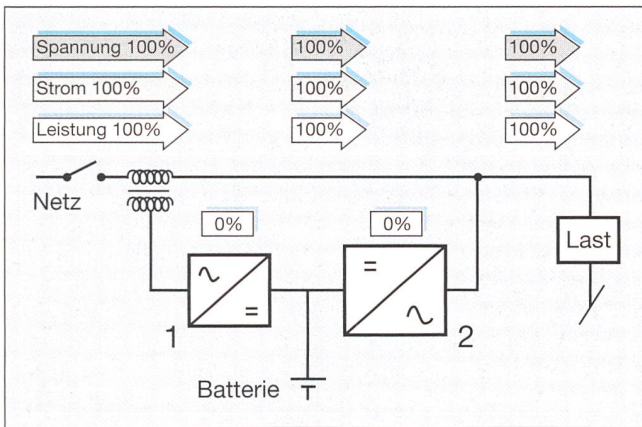 Spannung 100% 100% 100%
Strom 100% 100% 100%
Leistung 100% 100% 100%
Netz
0% 0%
Last
~ = = ~
1 2
Batterie